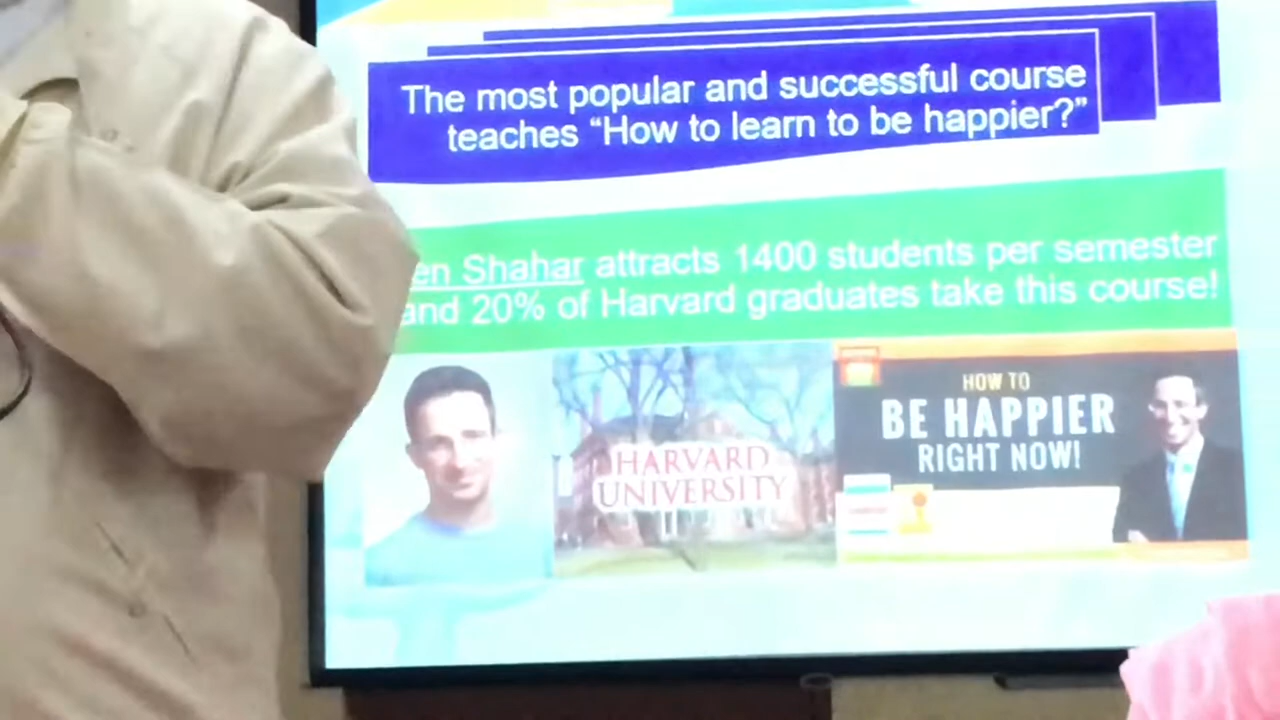 The most popular and successful course
teaches “How to learn to be happier?”
en Shahar attracts 1400 students per semester
and 20% of Harvard graduates take this course!
HARVARD
UNIVERSITY
HOW TO
BE HAPPIER
RIGHT NOW!